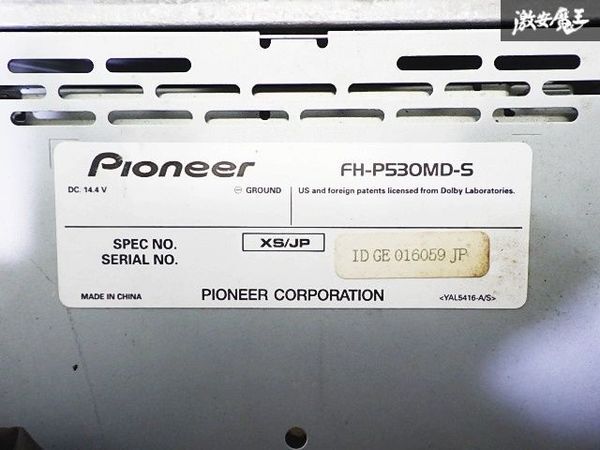 激安魔王
Pioneer
FH-P530MD-S
DC. 14.4 V
⊖ GROUND
US and foreign patents licensed from Dolby Laboratories.
SPEC NO.
XS/JP
SERIAL NO.
ID GE 016059 JP
MADE IN CHINA
PIONEER CORPORATION
<YAL5416-A/S>